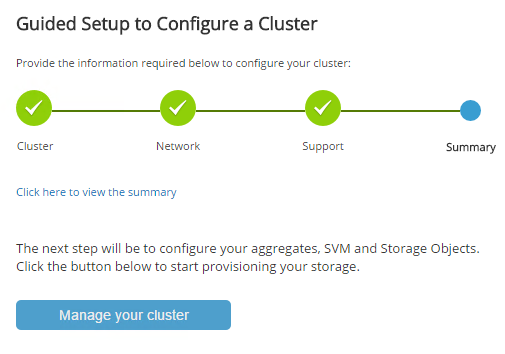 Guided Setup to Configure a Cluster
Provide the information required below to configure your cluster:
Cluster Network Support Summary
Click here to view the summary
The next step will be to configure your aggregates, SVM and Storage Objects.
Click the button below to start provisioning your storage.
Manage your cluster